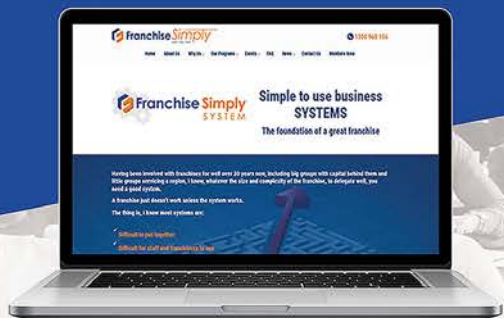 Franchise Simply
1300 960 136
Home About Us Why Us Our Programs Events FAQ News Contact Us Members Area
Franchise Simply
SYSTEM
Simple to use business
SYSTEMS
The foundation of a great franchise
Having been involved with franchises for well over 30 years now, including big groups with capital behind them and
little groups servicing a region, I know, whatever the size and complexity of the franchise, to delegate well, you
need a good system.
A franchise just doesn't work unless the system works.
The thing is, I know most systems are:
Difficult to put together
Difficult for staff and franchisees to use